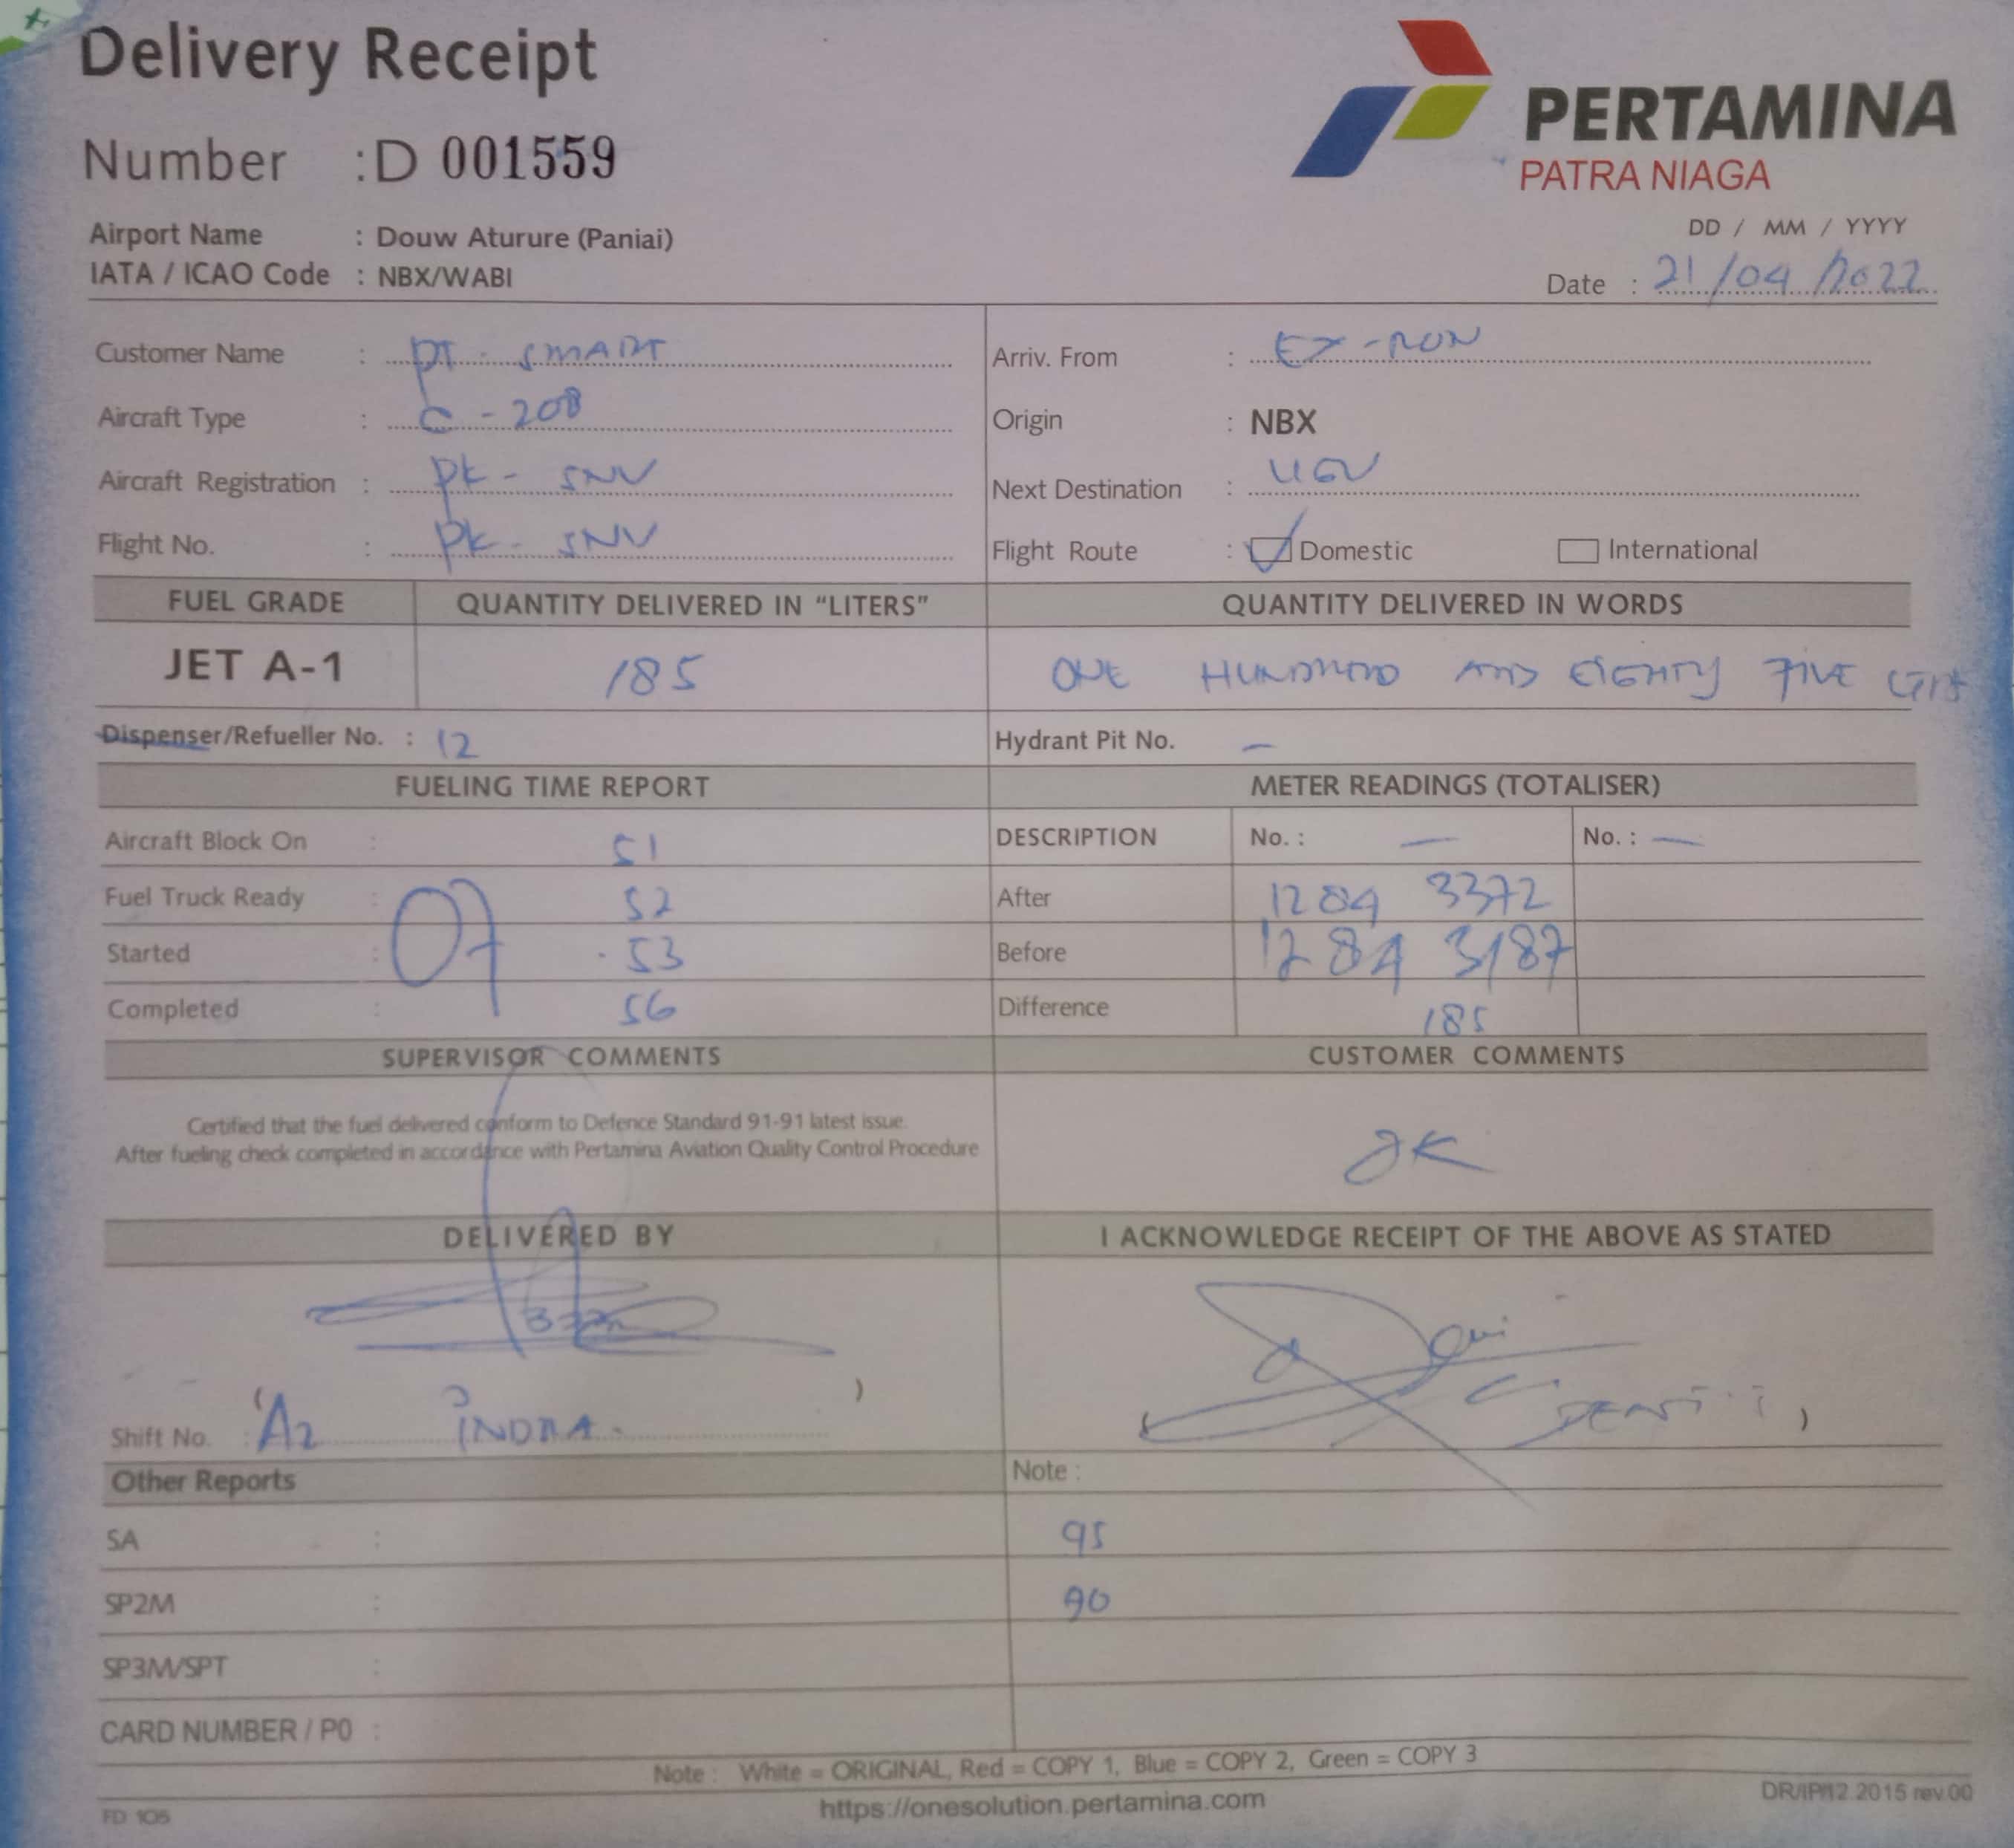 Delivery Receipt
PERTAMINA
PATRA NIAGA
Number : D 001559
Airport Name : Douw Aturure (Paniai)
IATA / ICAO Code : NBX/WABI
DD / MM / YYYY
Date : 21/04/2022
Customer Name : PT - SMART
Arriv. From : EX-RON
Aircraft Type : C - 208
Origin : NBX
Aircraft Registration : PK - SNV
Next Destination : UGU
Flight No. : PK - SNV
Flight Route : Domestic International
FUEL GRADE QUANTITY DELIVERED IN “LITERS” QUANTITY DELIVERED IN WORDS
JET A-1 185 ONE HUNDRED AND EIGHTY FIVE
Dispenser/Refueller No. : 12 Hydrant Pit No. —
FUELING TIME REPORT METER READINGS (TOTALISER)
Aircraft Block On : 51 DESCRIPTION No. : — No. : —
Fuel Truck Ready : 07 52 After 1284 3372
Started : 53 Before 1284 3187
Completed : 56 Difference 185
SUPERVISOR COMMENTS CUSTOMER COMMENTS
Certified that the fuel delivered conform to Defence Standard 91-91 latest issue.
After fueling check completed in accordance with Pertamina Aviation Quality Control Procedure
OK
DELIVERED BY I ACKNOWLEDGE RECEIPT OF THE ABOVE AS STATED
Shift No. : A2 INDRA
Other Reports Note :
SA : 95
SP2M : 90
SP3M/SPT :
CARD NUMBER / P0 :
Note : White = ORIGINAL, Red = COPY 1, Blue = COPY 2, Green = COPY 3
https://onesolution.pertamina.com
FD 105
DR/IP/12.2015 rev.00